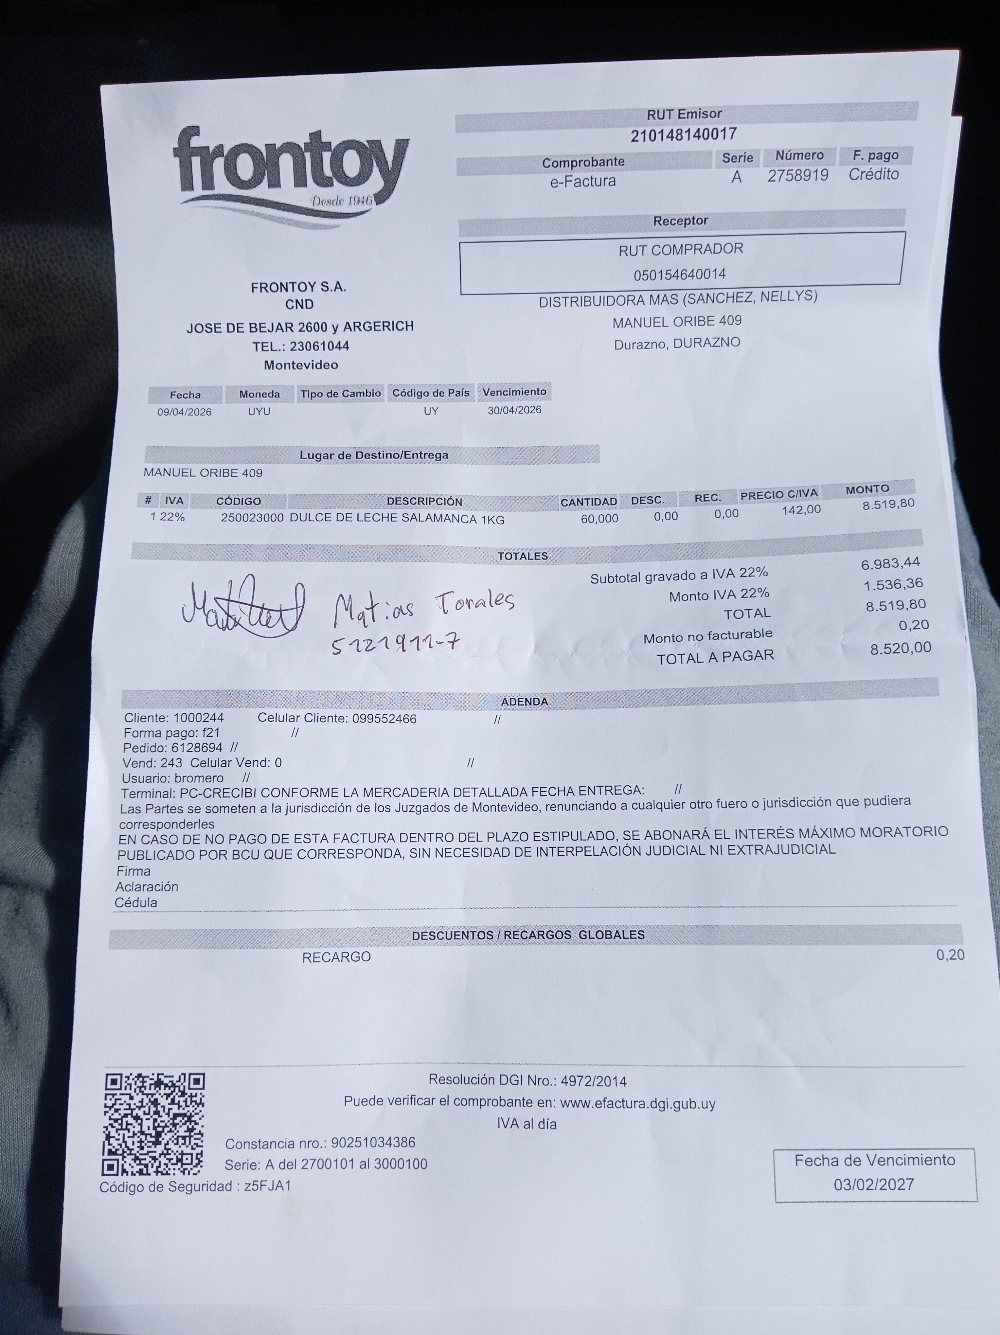 frontoy
Desde 1946
RUT Emisor
210148140017
Comprobante Serie Número F. pago
e-Factura A 2758919 Crédito
Receptor
RUT COMPRADOR
050154640014
DISTRIBUIDORA MAS (SANCHEZ, NELLYS)
MANUEL ORIBE 409
Durazno, DURAZNO
FRONTOY S.A.
CND
JOSE DE BEJAR 2600 y ARGERICH
TEL.: 23061044
Montevideo
Fecha Moneda Tipo de Cambio Código de País Vencimiento
09/04/2026 UYU UY 30/04/2026
Lugar de Destino/Entrega
MANUEL ORIBE 409
# IVA CÓDIGO DESCRIPCIÓN CANTIDAD DESC. REC. PRECIO C/IVA MONTO
1 22% 250023000 DULCE DE LECHE SALAMANCA 1KG 60,000 0,00 0,00 142,00 8.519,80
TOTALES
Subtotal gravado a IVA 22% 6.983,44
Monto IVA 22% 1.536,36
TOTAL 8.519,80
Monto no facturable 0,20
TOTAL A PAGAR 8.520,00
Matias Torales
5121911-7
ADENDA
Cliente: 1000244 Celular Cliente: 099552466 //
Forma pago: f21 //
Pedido: 6128694 //
Vend: 243 Celular Vend: 0 //
Usuario: bromero //
Terminal: PC-CRECIBI CONFORME LA MERCADERIA DETALLADA FECHA ENTREGA: //
Las Partes se someten a la jurisdicción de los Juzgados de Montevideo, renunciando a cualquier otro fuero o jurisdicción que pudiera
corresponderles
EN CASO DE NO PAGO DE ESTA FACTURA DENTRO DEL PLAZO ESTIPULADO, SE ABONARÁ EL INTERÉS MÁXIMO MORATORIO
PUBLICADO POR BCU QUE CORRESPONDA, SIN NECESIDAD DE INTERPELACIÓN JUDICIAL NI EXTRAJUDICIAL
Firma
Aclaración
Cédula
DESCUENTOS / RECARGOS GLOBALES
RECARGO 0,20
Resolución DGI Nro.: 4972/2014
Puede verificar el comprobante en: www.efactura.dgi.gub.uy
IVA al día
Constancia nro.: 90251034386
Serie: A del 2700101 al 3000100
Código de Seguridad : z5FJA1
Fecha de Vencimiento
03/02/2027